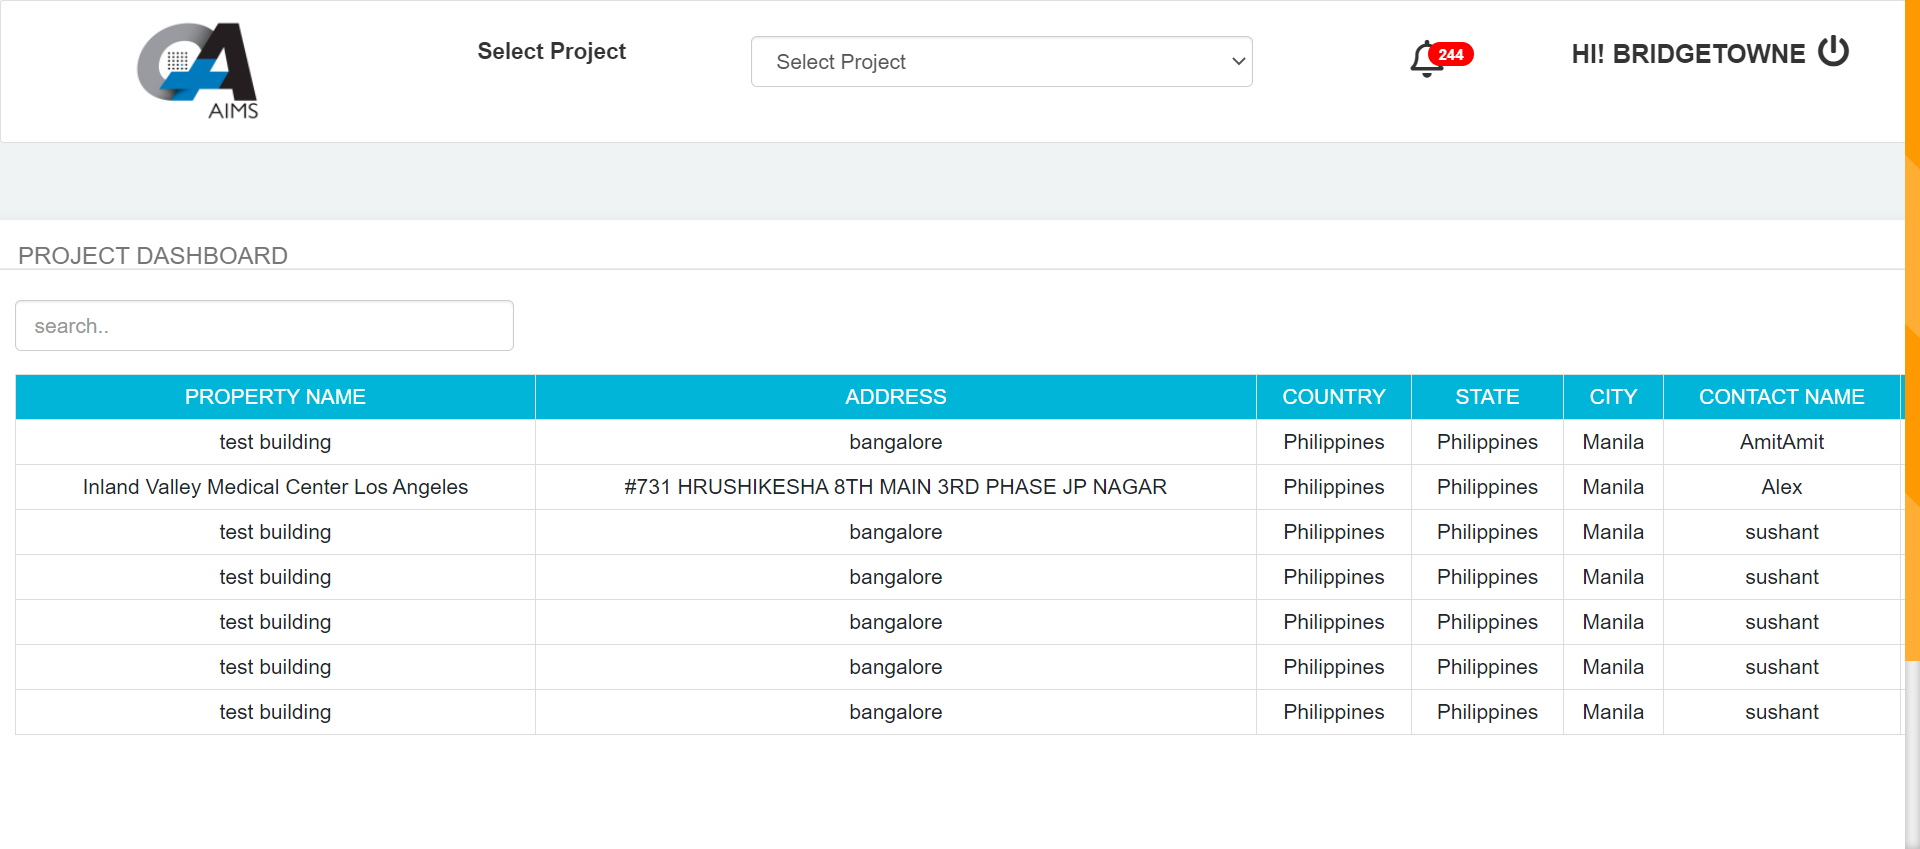 AIMS
Select Project
Select Project
244
HI! BRIDGETOWNE
PROJECT DASHBOARD
search..
PROPERTY NAME ADDRESS COUNTRY STATE CITY CONTACT NAME
test building bangalore Philippines Philippines Manila AmitAmit
Inland Valley Medical Center Los Angeles #731 HRUSHIKESHA 8TH MAIN 3RD PHASE JP NAGAR Philippines Philippines Manila Alex
test building bangalore Philippines Philippines Manila sushant
test building bangalore Philippines Philippines Manila sushant
test building bangalore Philippines Philippines Manila sushant
test building bangalore Philippines Philippines Manila sushant
test building bangalore Philippines Philippines Manila sushant